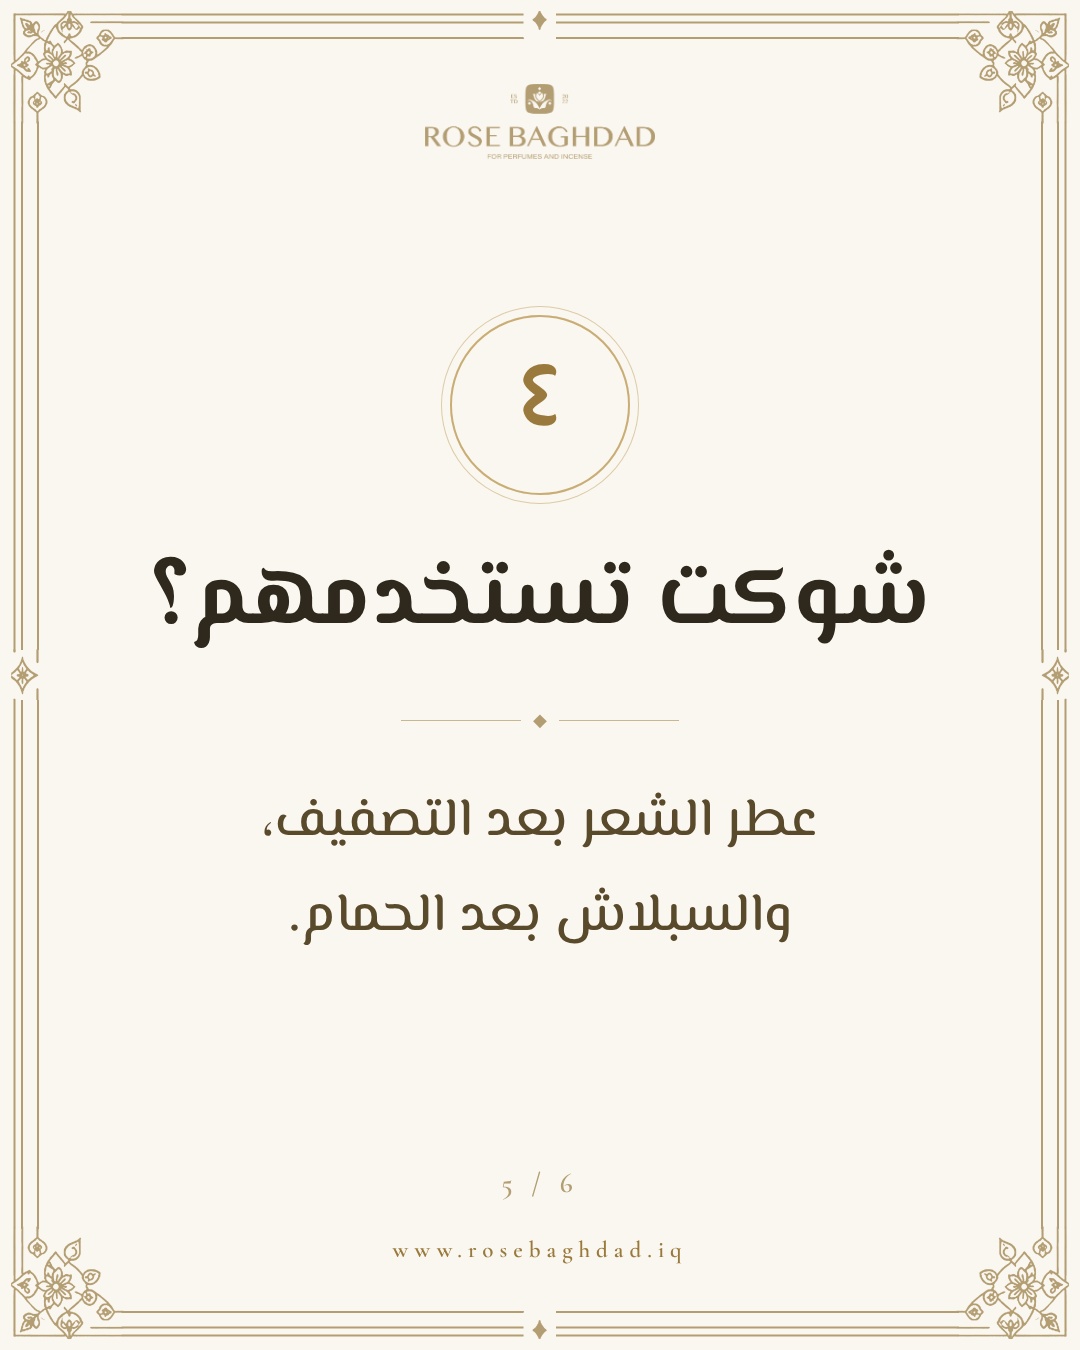 ROSE BAGHDAD
FOR PERFUMES AND INCENSE
٤
شوكت تستخدمهم؟
عطر الشعر بعد التصفيف،
والسبلاش بعد الحمام.
5 / 6
www.rosebaghdad.iq